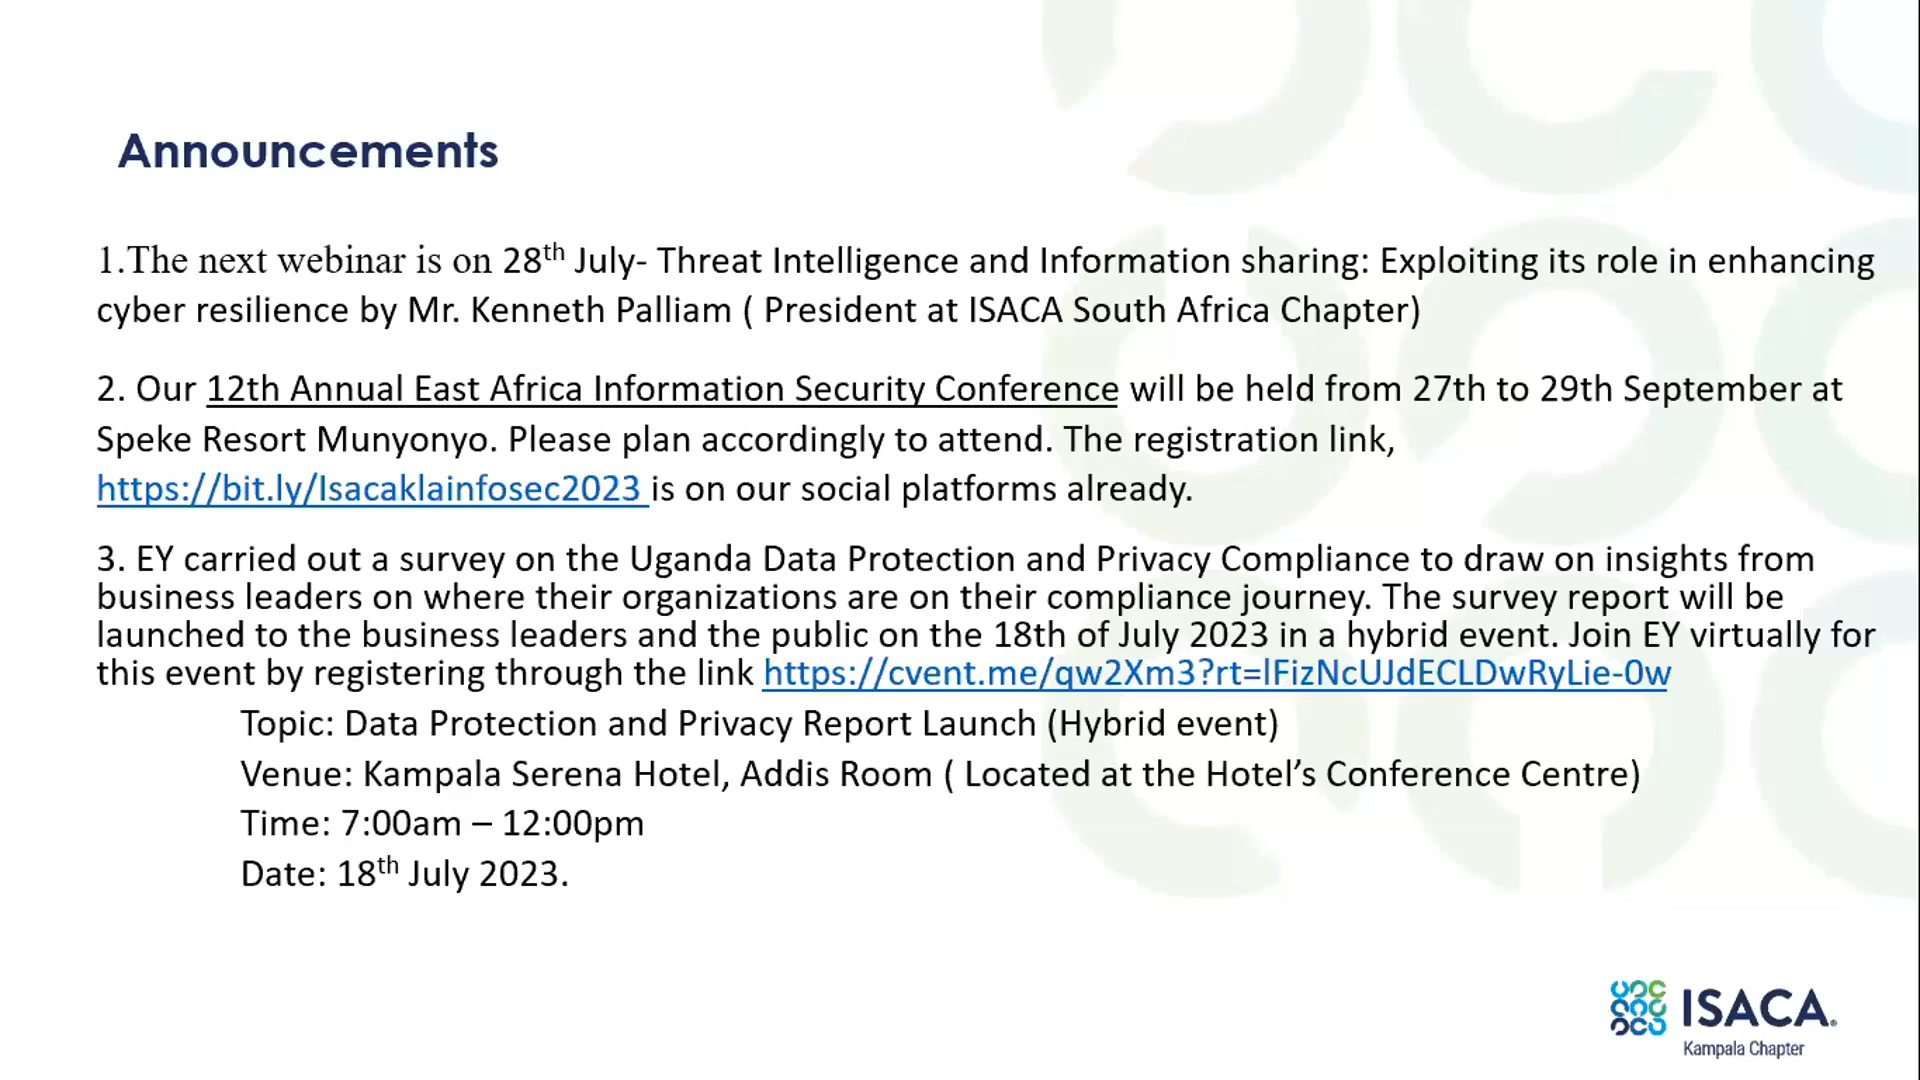 Announcements
1.The next webinar is on 28th July- Threat Intelligence and Information sharing: Exploiting its role in enhancing
cyber resilience by Mr. Kenneth Palliam ( President at ISACA South Africa Chapter)
2. Our 12th Annual East Africa Information Security Conference will be held from 27th to 29th September at
Speke Resort Munyonyo. Please plan accordingly to attend. The registration link,
https://bit.ly/Isacaklainfosec2023 is on our social platforms already.
3. EY carried out a survey on the Uganda Data Protection and Privacy Compliance to draw on insights from
business leaders on where their organizations are on their compliance journey. The survey report will be
launched to the business leaders and the public on the 18th of July 2023 in a hybrid event. Join EY virtually for
this event by registering through the link https://cvent.me/qw2Xm3?rt=lFizNcUJdECLDwRyLie-0w
Topic: Data Protection and Privacy Report Launch (Hybrid event)
Venue: Kampala Serena Hotel, Addis Room ( Located at the Hotel’s Conference Centre)
Time: 7:00am – 12:00pm
Date: 18th July 2023.
ISACA®
Kampala Chapter